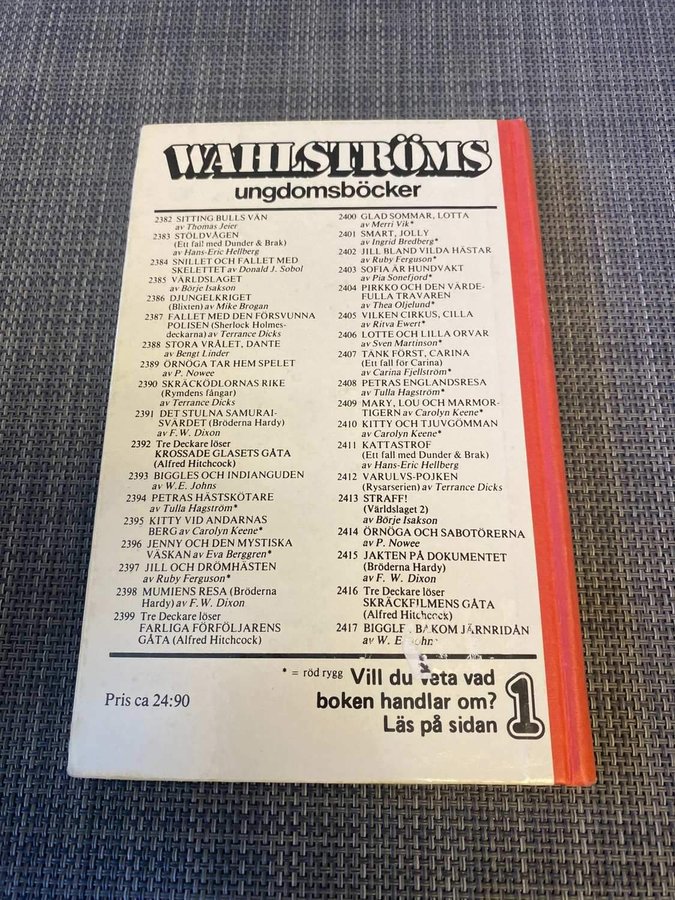 WAHLSTRÖMS
ungdomsböcker
2382 SITTING BULLS VÄN
av Thomas Jeier
2383 STÖLDVÅGEN
(Ett fall med Dunder & Brak)
av Hans-Eric Hellberg
2384 SNILLET OCH FALLET MED
SKELETTET av Donald J. Sobol
2385 VÄRLDSLAGET
av Börje Isakson
2386 DJUNGELKRIGET
(Blixten) av Mike Brogan
2387 FALLET MED DEN FÖRSVUNNA
POLISEN (Sherlock Holmes-
deckarna) av Terrance Dicks
2388 STORA VRÅLET, DANTE
av Bengt Linder
2389 ÖRNÖGA TAR HEM SPELET
av P. Nowee
2390 SKRÄCKÖDLORNAS RIKE
(Rymdens fångar)
av Terrance Dicks
2391 DET STULNA SAMURAJ-
SVÄRDET (Bröderna Hardy)
av F.W. Dixon
2392 Tre Deckare löser
KROSSADE GLASETS GÅTA
(Alfred Hitchcock)
2393 BIGGLES OCH INDIANGUDEN
av W.E. Johns
2394 PETRAS HÄSTSKÖTARE
av Tulla Hagström*
2395 KITTY VID ANDARNAS
BERG av Carolyn Keene*
2396 JENNY OCH DEN MYSTISKA
VÄSKAN av Eva Berggren*
2397 JILL OCH DRÖMHÄSTEN
av Ruby Ferguson*
2398 MUMIENS RESA (Bröderna
Hardy) av F.W. Dixon
2399 Tre Deckare löser
FARLIGA FÖRFÖLJARENS
GÅTA (Alfred Hitchcock)
2400 GLAD SOMMAR, LOTTA
av Merri Vik*
2401 SMART, JOLLY
av Ingrid Bredberg*
2402 JILL BLAND VILDA HÄSTAR
av Ruby Ferguson*
2403 SOFIA ÄR HUNDVAKT
av Pia Sonefjord*
2404 PIRKKO OCH DEN VÄRDE-
FULLA TRAVAREN
av Thea Oljelund*
2405 VILKEN CIRKUS, CILLA
av Ritva Ewert*
2406 LOTTE OCH LILLA ORVAR
av Sven Martinson*
2407 TÄNK FÖRST, CARINA
(Ett fall för Carina)
av Carina Fjellström*
2408 PETRAS ENGLANDSRESA
av Tulla Hagström*
2409 MARY, LOU OCH MARMOR-
TIGERN av Carolyn Keene*
2410 KITTY OCH TJUVGÖMMAN
av Carolyn Keene*
2411 KATTASTROF
(Ett fall med Dunder & Brak)
av Hans-Eric Hellberg
2412 VARULVS-POJKEN
(Rysarserien) av Terrance Dicks
2413 STRAFF!
(Världslaget 2)
av Börje Isakson
2414 ÖRNÖGA OCH SABOTÖRERNA
av P. Nowee
2415 JAKTEN PÅ DOKUMENTET
(Bröderna Hardy)
av F. W. Dixon
2416 Tre Deckare löser
SKRÄCKFILMENS GÅTA
(Alfred Hitchcock)
2417 BIGGLE BAKOM JÄRNRIDÅN
av W. E. Johns
* = röd rygg
Vill du veta vad
boken handlar om?
Läs på sidan 1
Pris ca 24:90